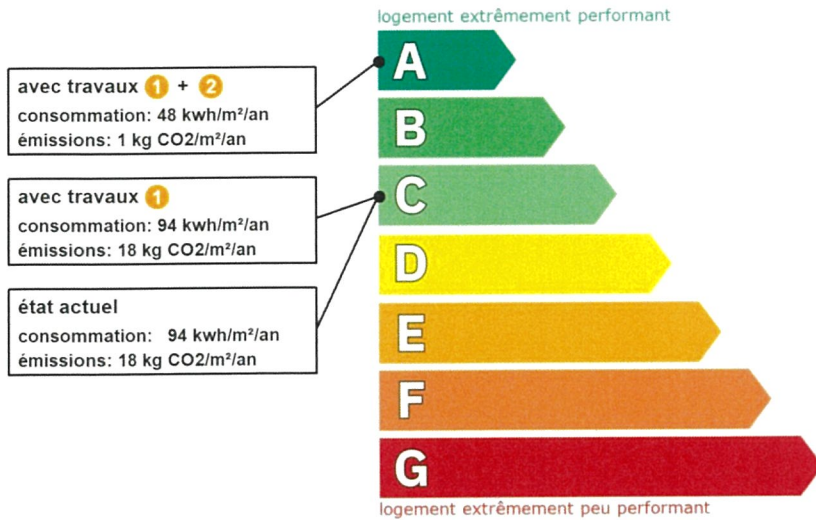 logement extrêmement performant
avec travaux 1 + 2
consommation: 48 kwh/m²/an
émissions: 1 kg CO2/m²/an
avec travaux 1
consommation: 94 kwh/m²/an
émissions: 18 kg CO2/m²/an
état actuel
consommation: 94 kwh/m²/an
émissions: 18 kg CO2/m²/an
A
B
C
D
E
F
G
logement extrêmement peu performant